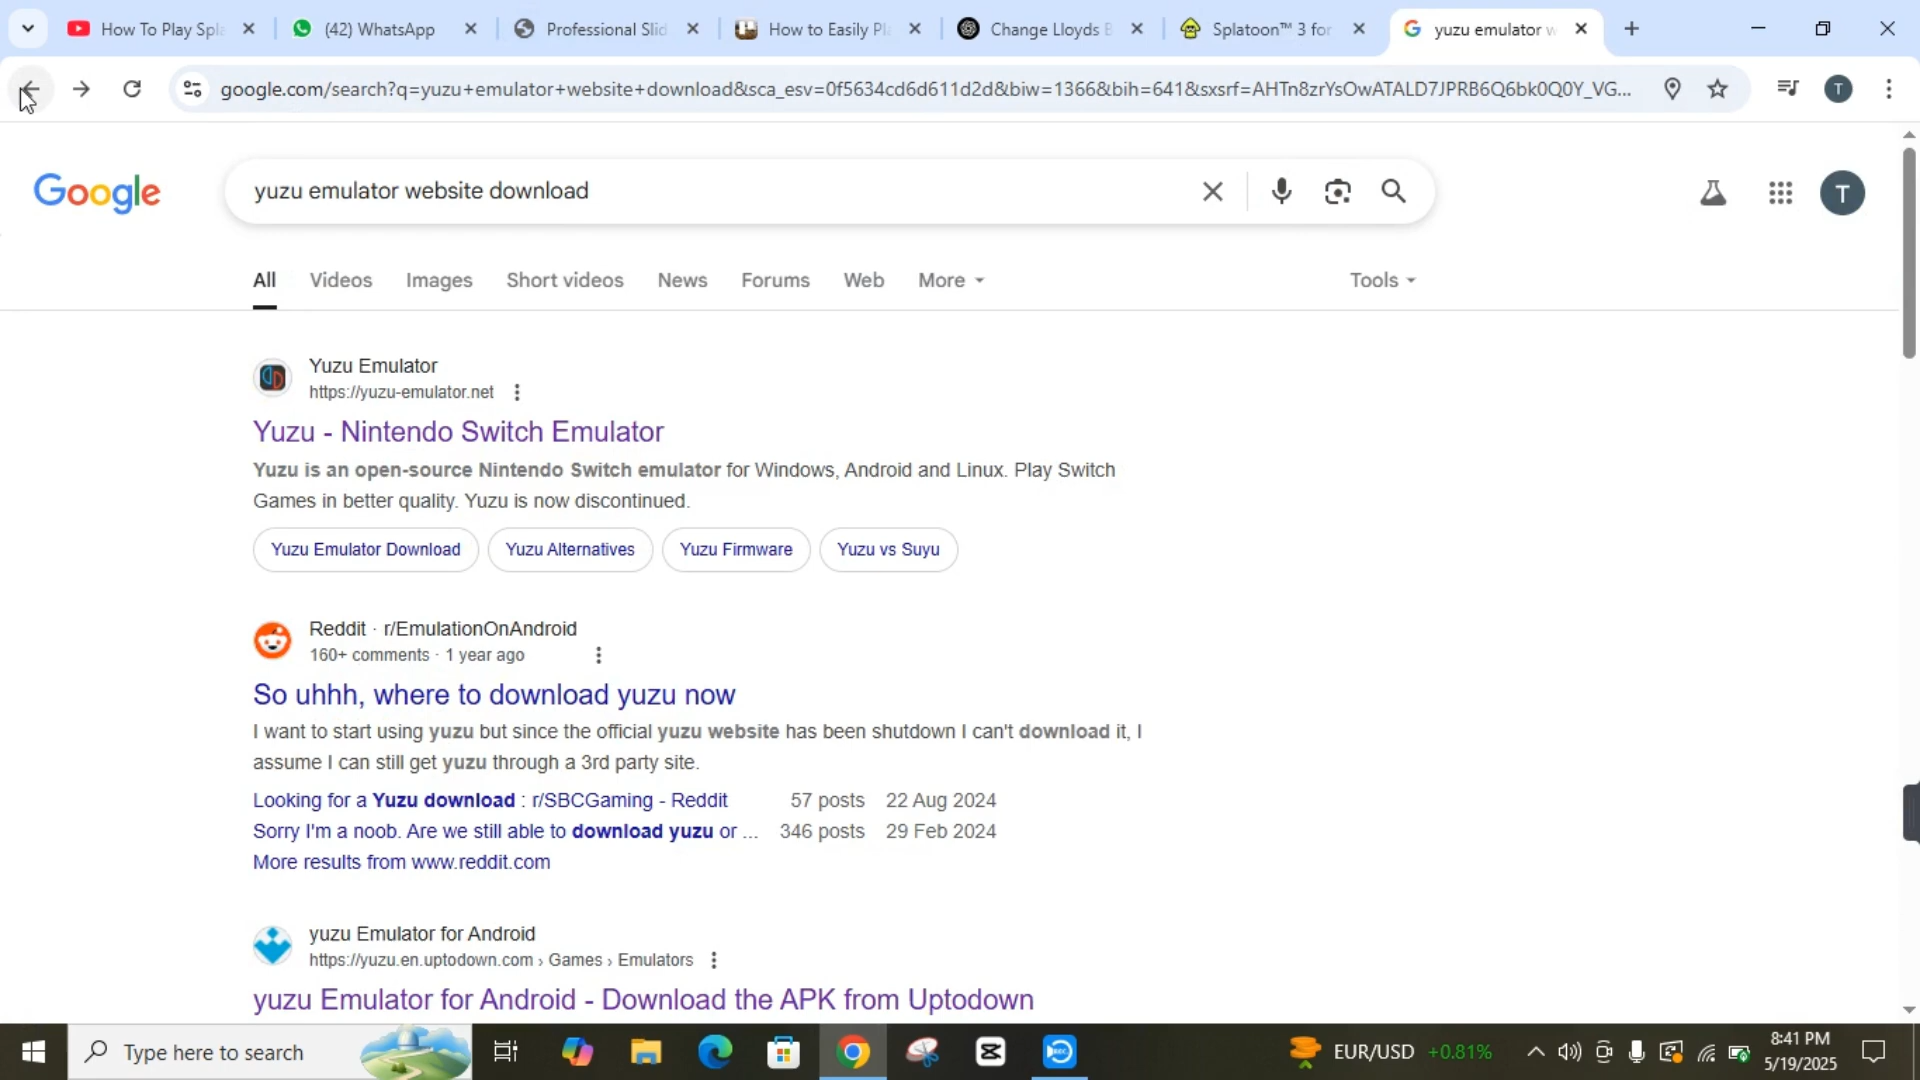 How To Play Spla
(42) WhatsApp
Professional Slid
How to Easily Pla
Change Lloyds B
Splatoon™ 3 for
yuzu emulator w
google.com/search?q=yuzu+emulator+website+download&sca_esv=0f5634cd6d611d2d&biw=1366&bih=641&sxsrf=AHTn8zrYsOwATALD7JPRB6Q6bk0Q0Y_VG...
T
Google
yuzu emulator website download
T
All
Videos
Images
Short videos
News
Forums
Web
More
Tools
Yuzu Emulator
https://yuzu-emulator.net
Yuzu - Nintendo Switch Emulator
Yuzu is an open-source Nintendo Switch emulator for Windows, Android and Linux. Play Switch
Games in better quality. Yuzu is now discontinued.
Yuzu Emulator Download
Yuzu Alternatives
Yuzu Firmware
Yuzu vs Suyu
Reddit · r/EmulationOnAndroid
160+ comments · 1 year ago
So uhhh, where to download yuzu now
I want to start using yuzu but since the official yuzu website has been shutdown I can't download it, I
assume I can still get yuzu through a 3rd party site.
Looking for a Yuzu download : r/SBCGaming - Reddit 57 posts 22 Aug 2024
Sorry I'm a noob. Are we still able to download yuzu or ... 346 posts 29 Feb 2024
More results from www.reddit.com
yuzu Emulator for Android
https://yuzu.en.uptodown.com › Games › Emulators
yuzu Emulator for Android - Download the APK from Uptodown
Type here to search
REC
EUR/USD +0.81%
8:41 PM
5/19/2025